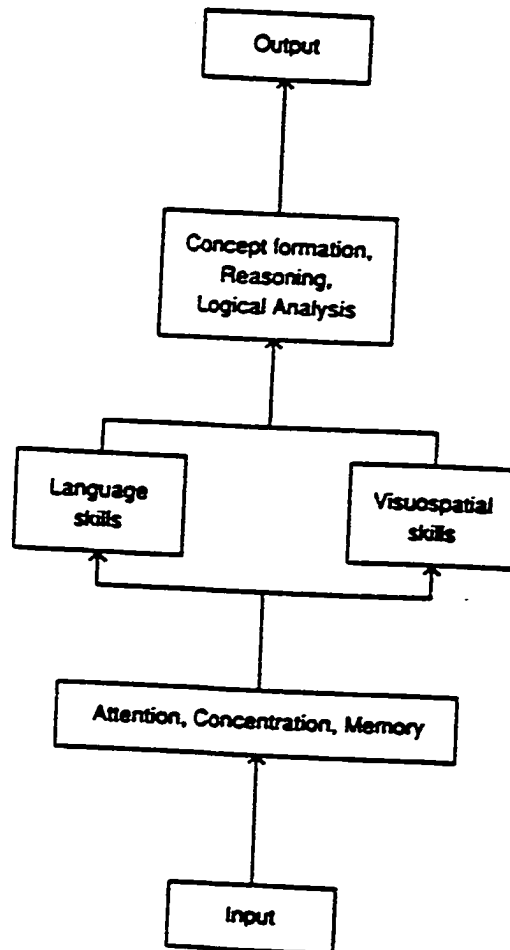 Output
Concept formation,
Reasoning,
Logical Analysis
Language
skills
Visuospatial
skills
Attention, Concentration, Memory
Input